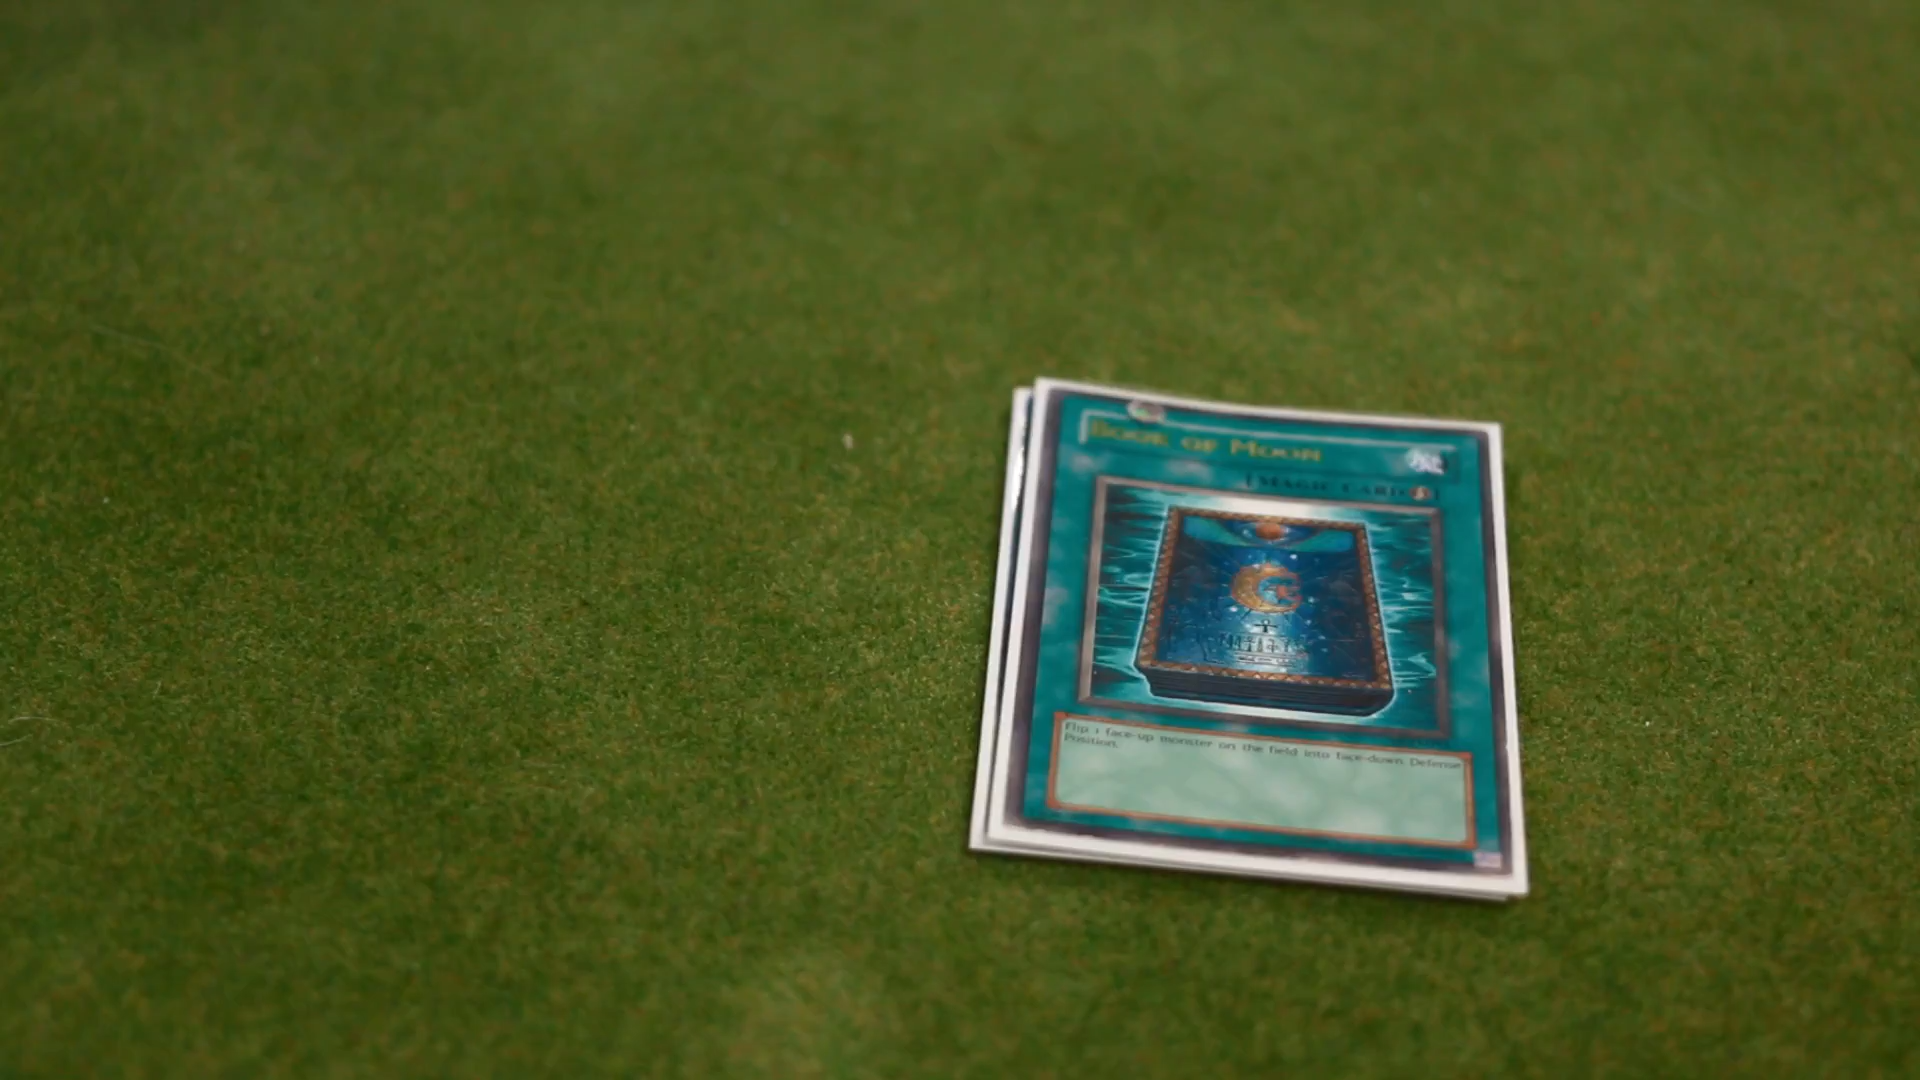 BOOK OF MOON
[MAGIC CARD]
Flip 1 face-up monster on the field into face-down Defense
Position.